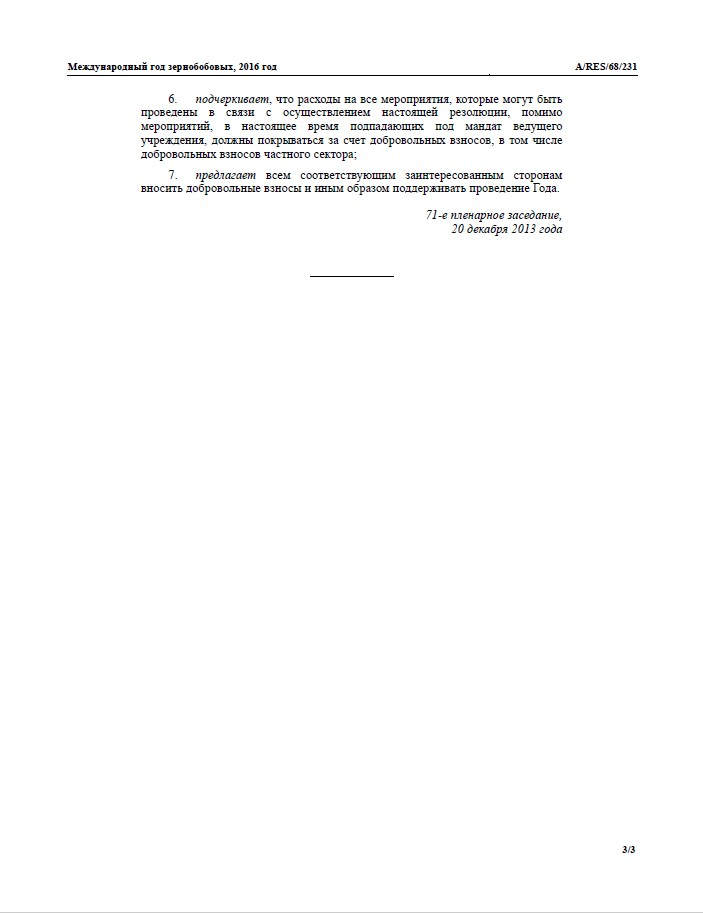 Международный год зернобобовых, 2016 год A/RES/68/231
6. подчеркивает, что расходы на все мероприятия, которые могут быть
проведены в связи с осуществлением настоящей резолюции, помимо
мероприятий, в настоящее время подпадающих под мандат ведущего
учреждения, должны покрываться за счет добровольных взносов, в том числе
добровольных взносов частного сектора;
7. предлагает всем соответствующим заинтересованным сторонам
вносить добровольные взносы и иным образом поддерживать проведение Года.
71-е пленарное заседание,
20 декабря 2013 года
3/3